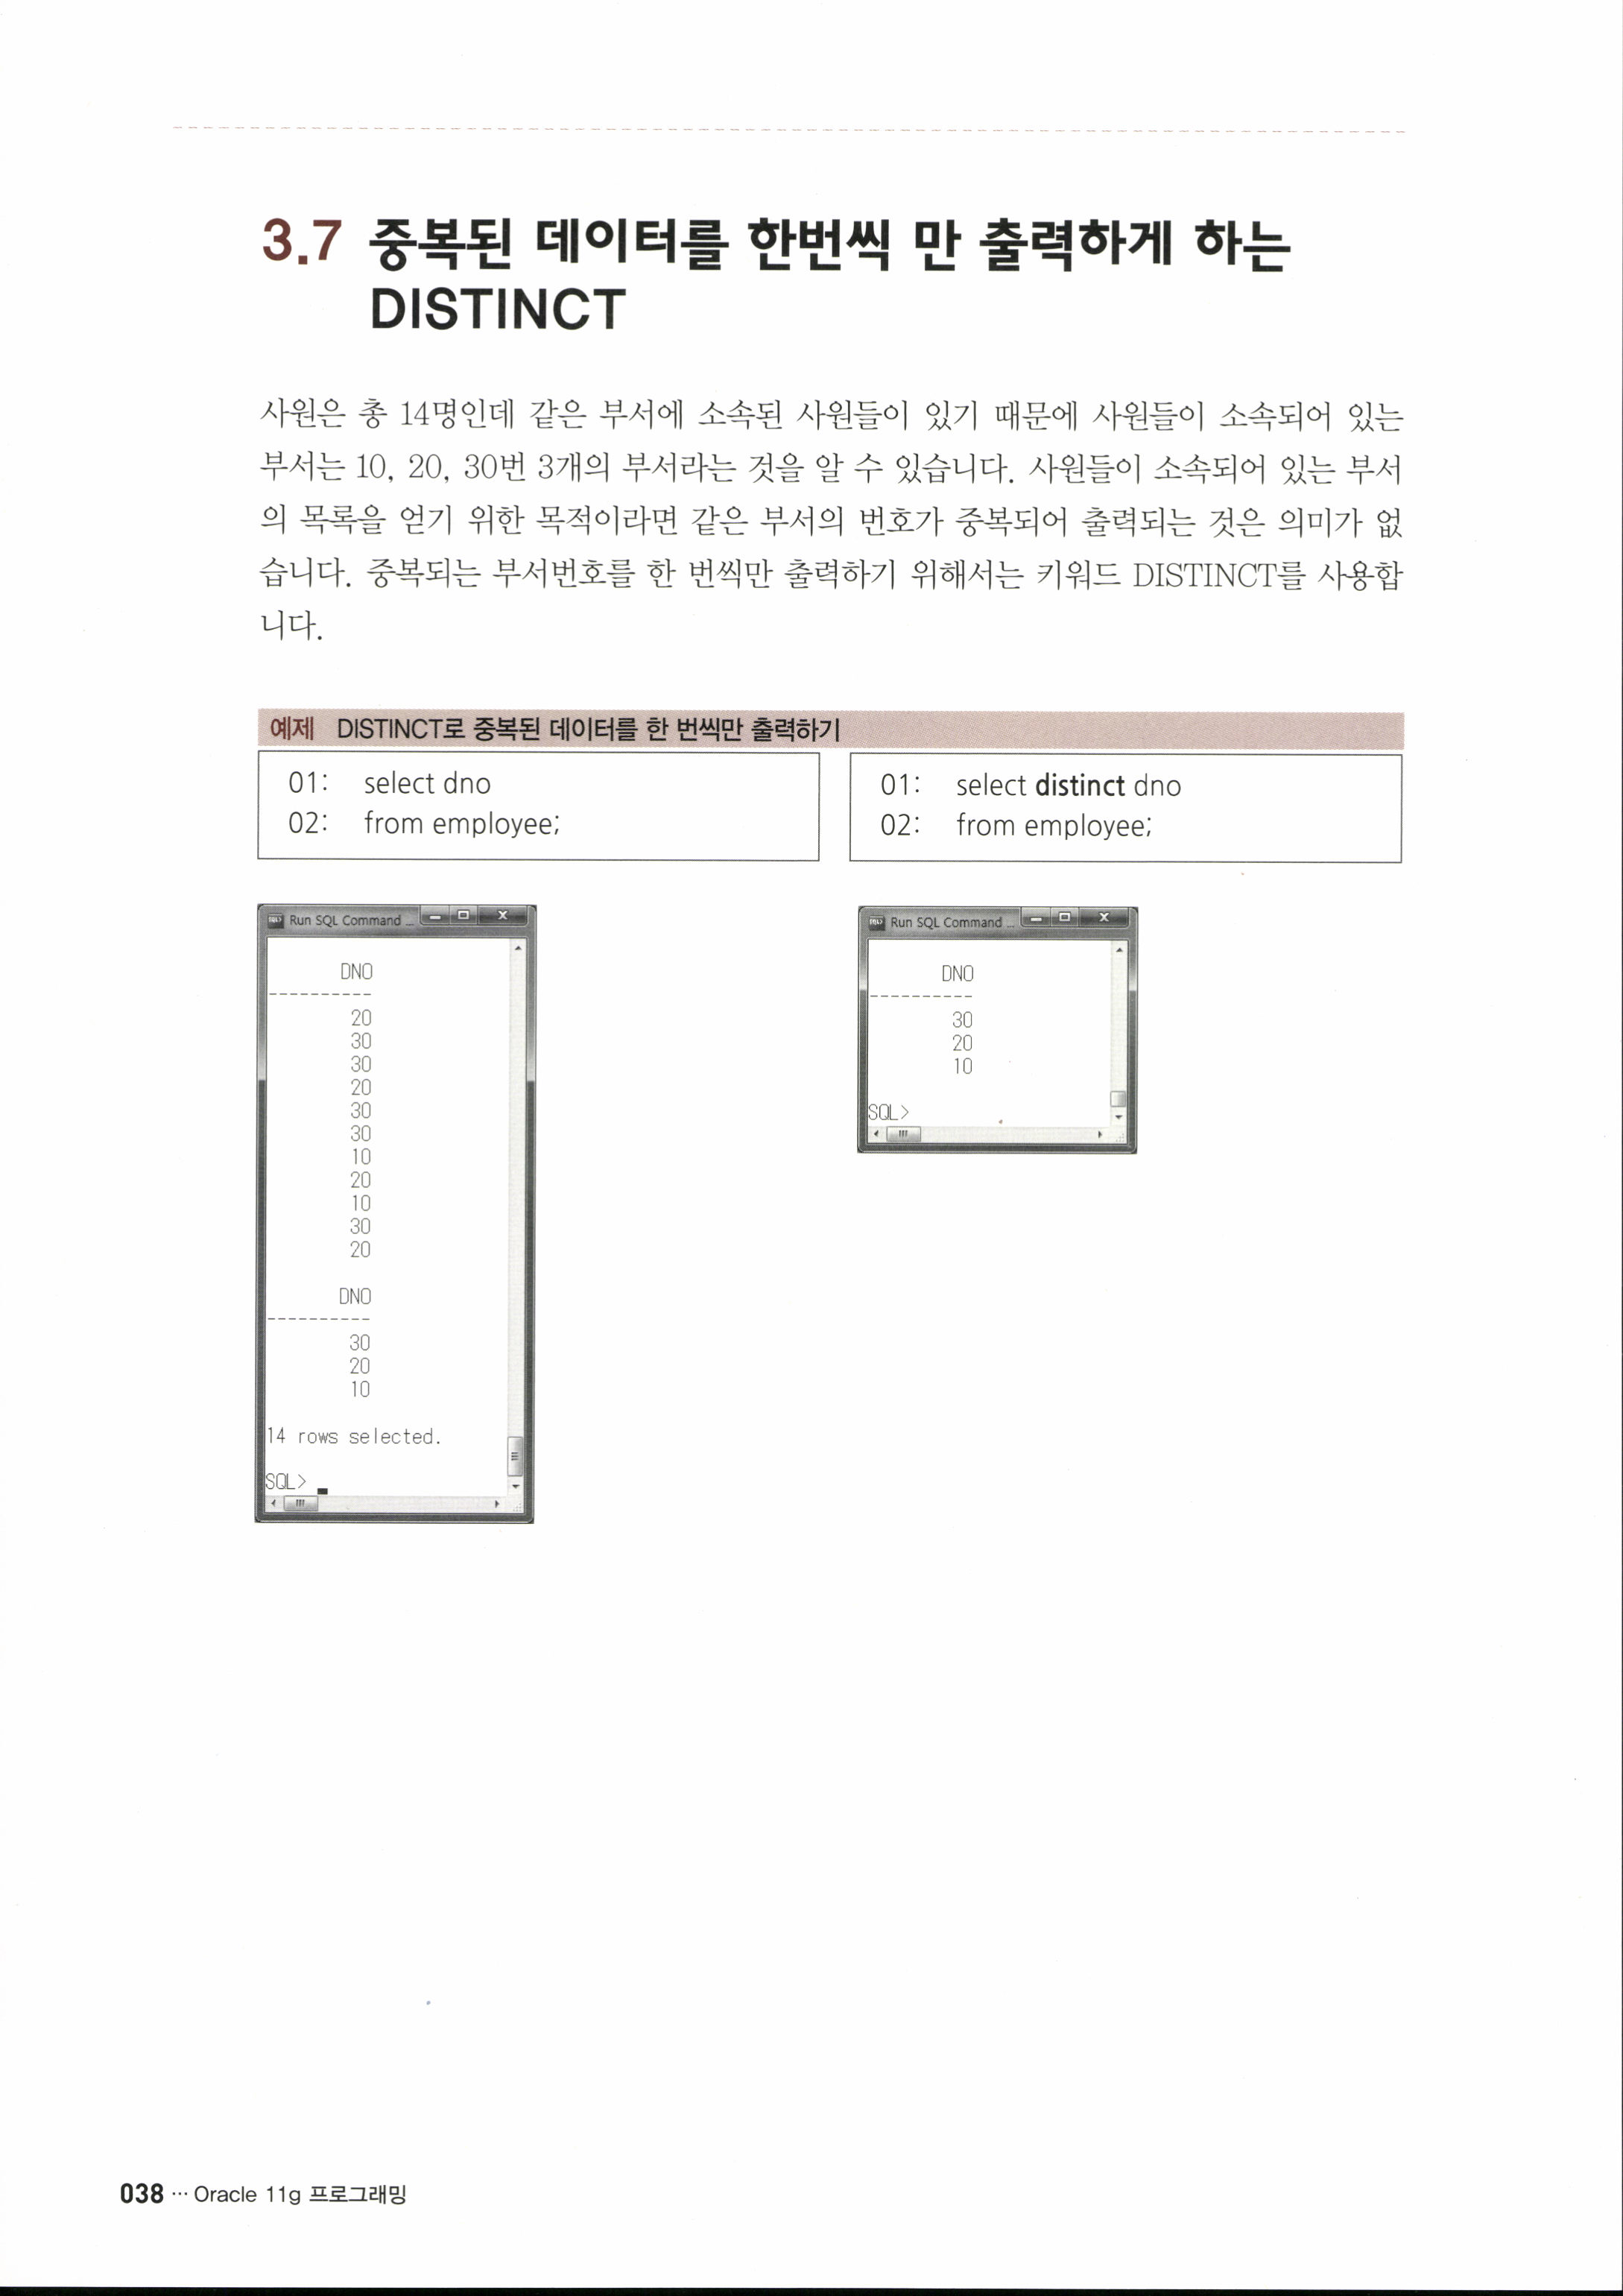 3.7 중복된 데이터를 한번씩 만 출력하게 하는
DISTINCT
사원은 총 14명인데 같은 부서에 소속된 사원들이 있기 때문에 사원들이 소속되어 있는
부서는 10, 20, 30번 3개의 부서라는 것을 알 수 있습니다. 사원들이 소속되어 있는 부서
의 목록을 얻기 위한 목적이라면 같은 부서의 번호가 중복되어 출력되는 것은 의미가 없
습니다. 중복되는 부서번호를 한 번씩만 출력하기 위해서는 키워드 DISTINCT를 사용합
니다.
예제 DISTINCT로 중복된 데이터를 한 번씩만 출력하기
01: select dno
02: from employee;
01: select distinct dno
02: from employee;
Run SQL Command ...
DNO
----------
20
30
30
20
30
30
10
20
10
30
20
DNO
----------
30
20
10
14 rows selected.
SQL> _
Run SQL Command ...
DNO
----------
30
20
10
SQL>
038 ··· Oracle 11g 프로그래밍